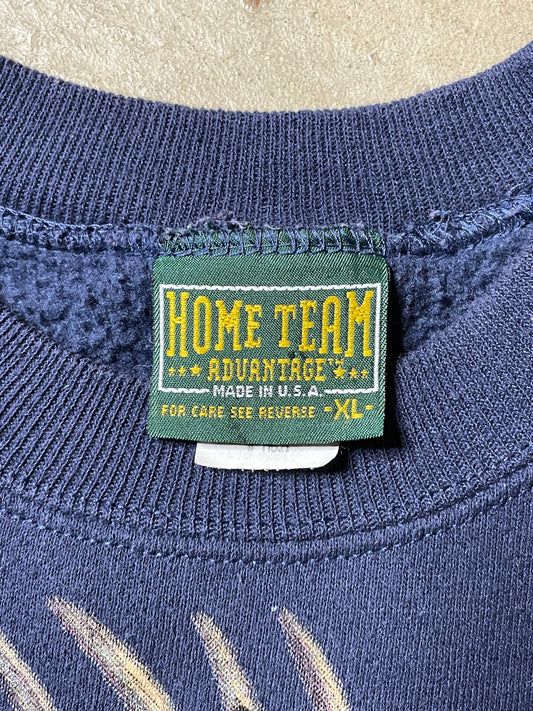 HOME TEAM
ADVANTAGE™
MADE IN U.S.A.
FOR CARE SEE REVERSE -XL-